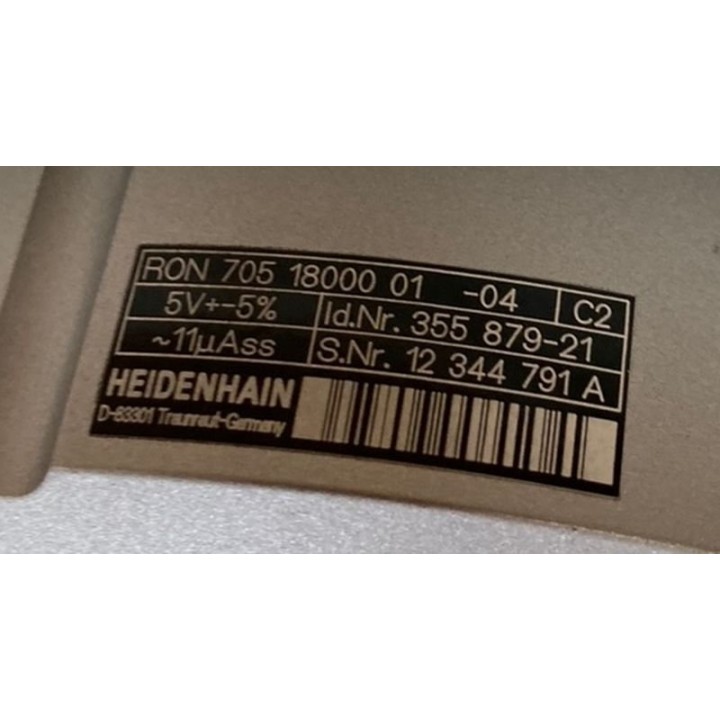 RON 705 18000 01 -04 C2
5V+-5% Id.Nr. 355 879-21
~11µAss S.Nr. 12 344 791 A
HEIDENHAIN
D-83301 Traunreut-Germany